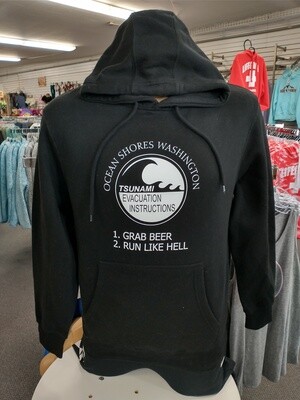 OCEAN SHORES WASHINGTON
TSUNAMI
EVACUATION
INSTRUCTIONS
1. GRAB BEER
2. RUN LIKE HELL